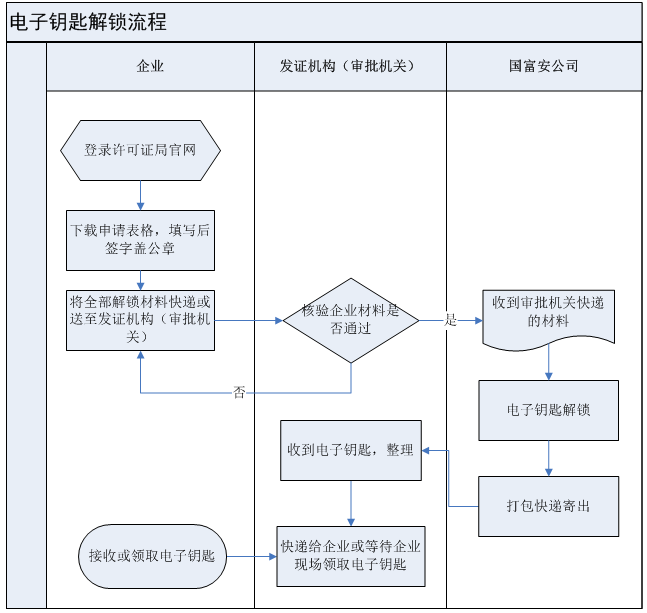 电子钥匙解锁流程
企业
发证机构（审批机关）
国富安公司
登录许可证局官网
下载申请表格，填写后
签字盖公章
将全部解锁材料快递或
送至发证机构（审批机
关）
核验企业材料是
否通过
是
收到审批机关快递
的材料
否
电子钥匙解锁
收到电子钥匙，整理
打包快递寄出
接收或领取电子钥匙
快递给企业或等待企业
现场领取电子钥匙